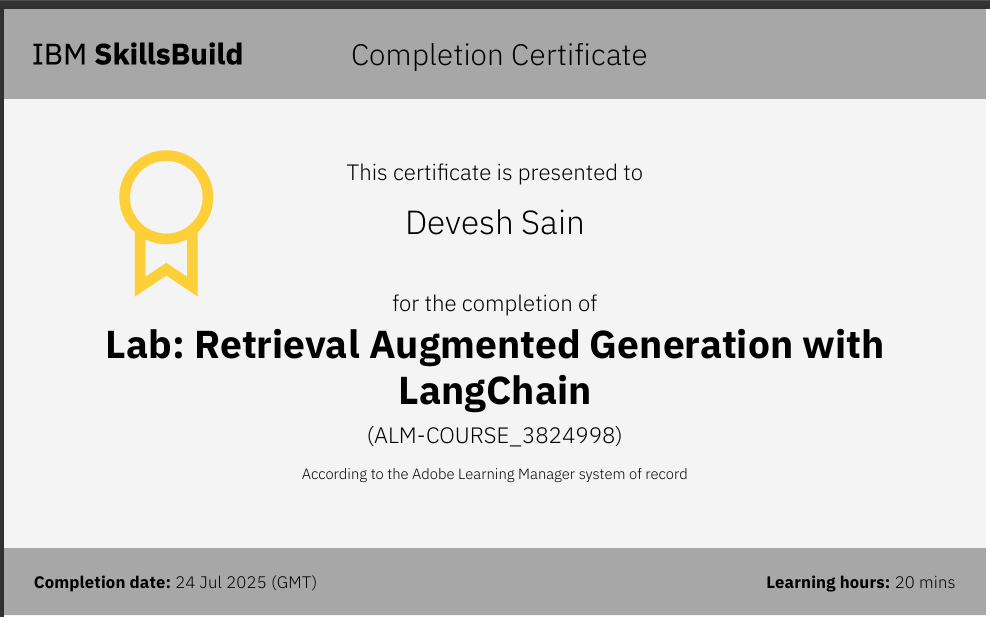 IBM SkillsBuild
Completion Certificate
This certificate is presented to
Devesh Sain
for the completion of
Lab: Retrieval Augmented Generation with
LangChain
(ALM-COURSE_3824998)
According to the Adobe Learning Manager system of record
Completion date: 24 Jul 2025 (GMT)
Learning hours: 20 mins